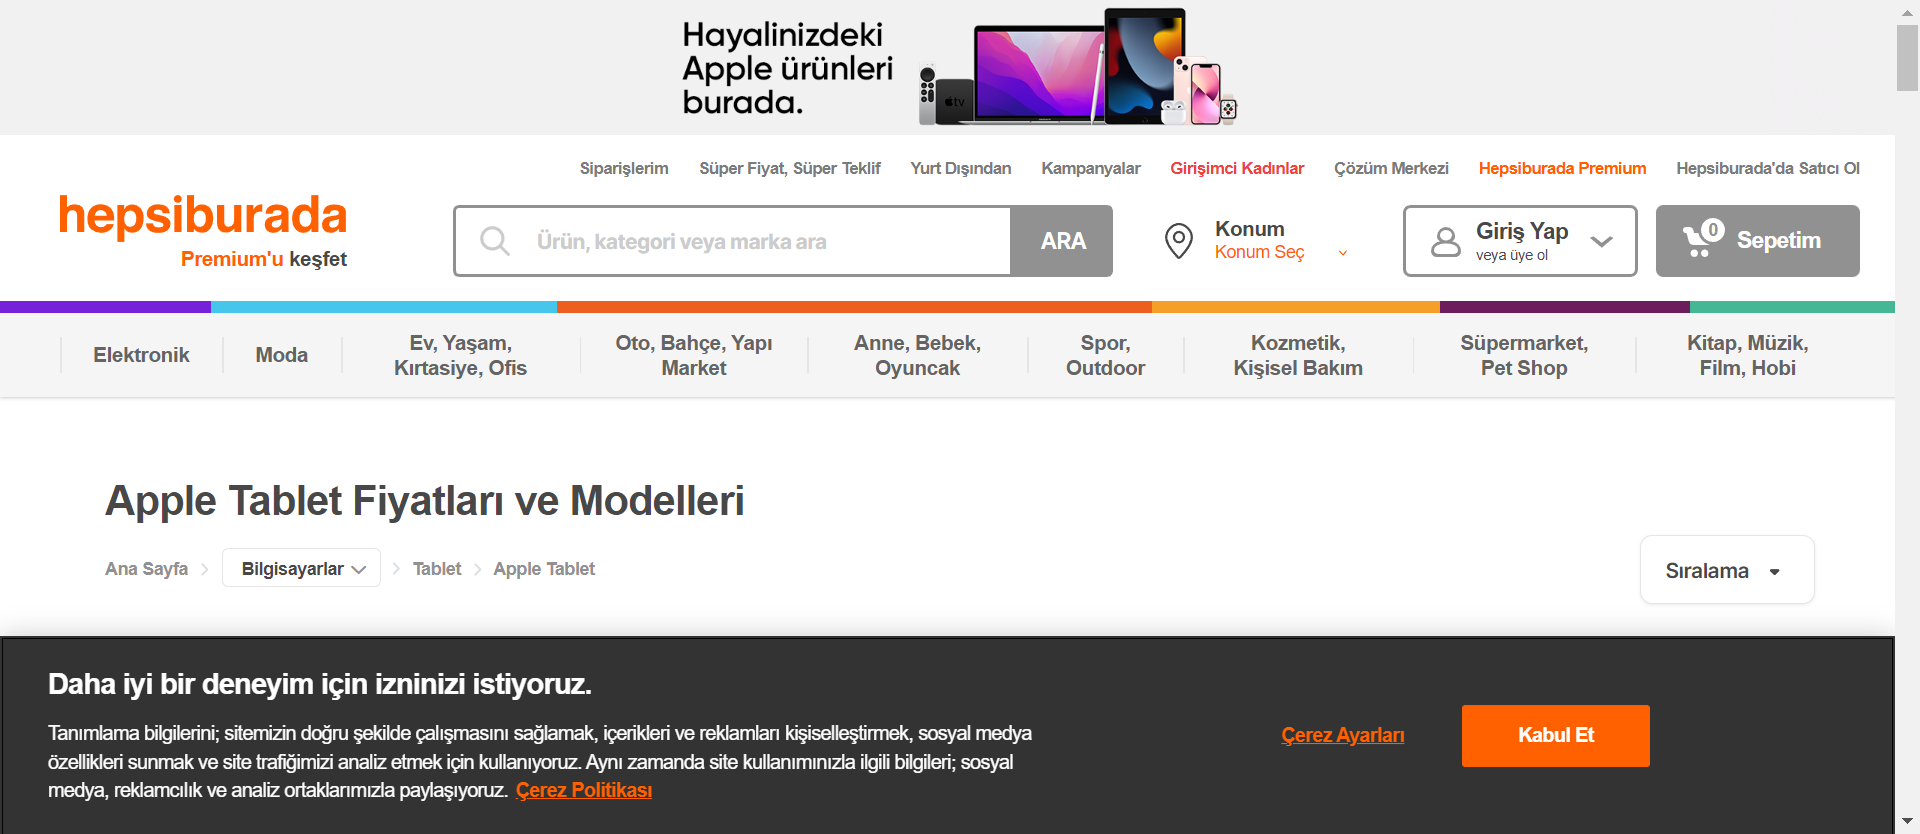 Hayalinizdeki
Apple ürünleri
burada.
tv
Siparişlerim Süper Fiyat, Süper Teklif Yurt Dışından Kampanyalar Girişimci Kadınlar Çözüm Merkezi Hepsiburada Premium Hepsiburada'da Satıcı Ol
hepsiburada
Premium'u keşfet
Ürün, kategori veya marka ara
ARA
Konum
Konum Seç
Giriş Yap
veya üye ol
0
Sepetim
Elektronik
Moda
Ev, Yaşam,
Kırtasiye, Ofis
Oto, Bahçe, Yapı
Market
Anne, Bebek,
Oyuncak
Spor,
Outdoor
Kozmetik,
Kişisel Bakım
Süpermarket,
Pet Shop
Kitap, Müzik,
Film, Hobi
Apple Tablet Fiyatları ve Modelleri
Ana Sayfa Bilgisayarlar Tablet Apple Tablet
Sıralama
Daha iyi bir deneyim için izninizi istiyoruz.
Tanımlama bilgilerini; sitemizin doğru şekilde çalışmasını sağlamak, içerikleri ve reklamları kişiselleştirmek, sosyal medya
özellikleri sunmak ve site trafiğimizi analiz etmek için kullanıyoruz. Aynı zamanda site kullanımınızla ilgili bilgileri; sosyal
medya, reklamcılık ve analiz ortaklarımızla paylaşıyoruz. Çerez Politikası
Çerez Ayarları
Kabul Et